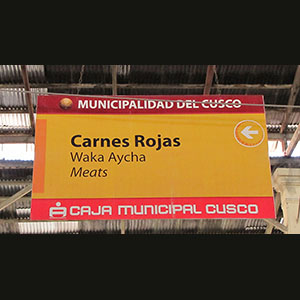 MUNICIPALIDAD DEL CUSCO
Carnes Rojas
Waka Aycha
Meats
CAJA MUNICIPAL CUSCO